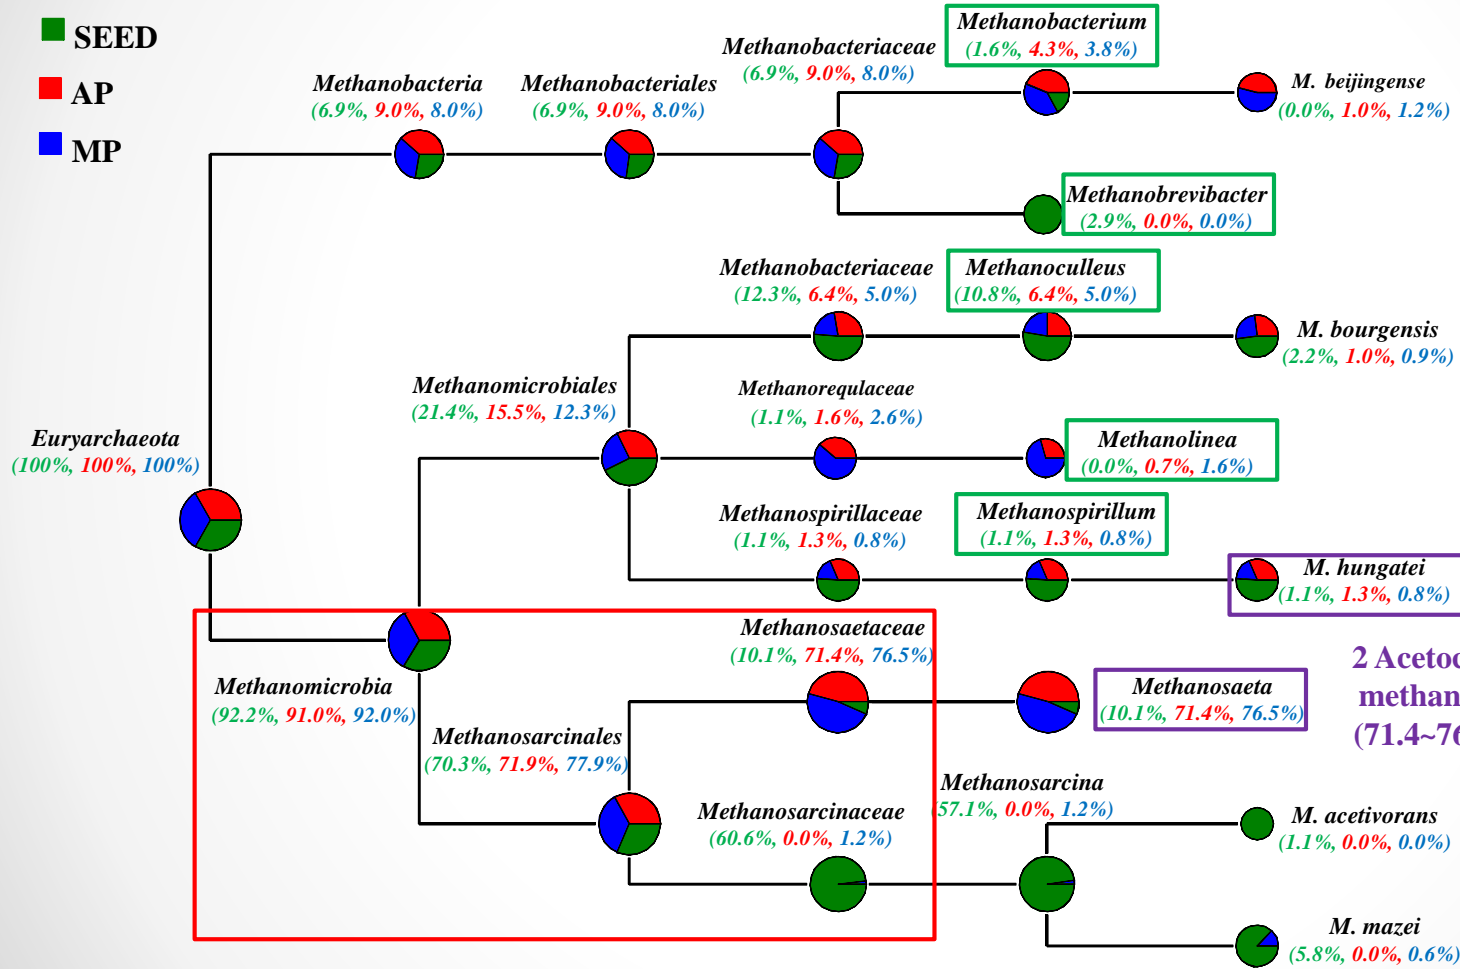 SEED
AP
MP
Methanobacteria
(6.9%, 9.0%, 8.0%)
Methanobacteriales
(6.9%, 9.0%, 8.0%)
Methanobacteriaceae
(6.9%, 9.0%, 8.0%)
Methanobacterium
(1.6%, 4.3%, 3.8%)
M. beijingense
(0.0%, 1.0%, 1.2%)
Methanobrevibacter
(2.9%, 0.0%, 0.0%)
Methanobacteriaceae
(12.3%, 6.4%, 5.0%)
Methanoculleus
(10.8%, 6.4%, 5.0%)
M. bourgensis
(2.2%, 1.0%, 0.9%)
Methanomicrobiales
(21.4%, 15.5%, 12.3%)
Methanorequlaceae
(1.1%, 1.6%, 2.6%)
Methanolinea
(0.0%, 0.7%, 1.6%)
Euryarchaeota
(100%, 100%, 100%)
Methanospirillaceae
(1.1%, 1.3%, 0.8%)
Methanospirillum
(1.1%, 1.3%, 0.8%)
M. hungatei
(1.1%, 1.3%, 0.8%)
Methanosaetaceae
(10.1%, 71.4%, 76.5%)
Methanosaeta
(10.1%, 71.4%, 76.5%)
2 Acetoc
methan
(71.4~76
Methanomicrobia
(92.2%, 91.0%, 92.0%)
Methanosarcinales
(70.3%, 71.9%, 77.9%)
Methanosarcinaceae
(60.6%, 0.0%, 1.2%)
Methanosarcina
(57.1%, 0.0%, 1.2%)
M. acetivorans
(1.1%, 0.0%, 0.0%)
M. mazei
(5.8%, 0.0%, 0.6%)